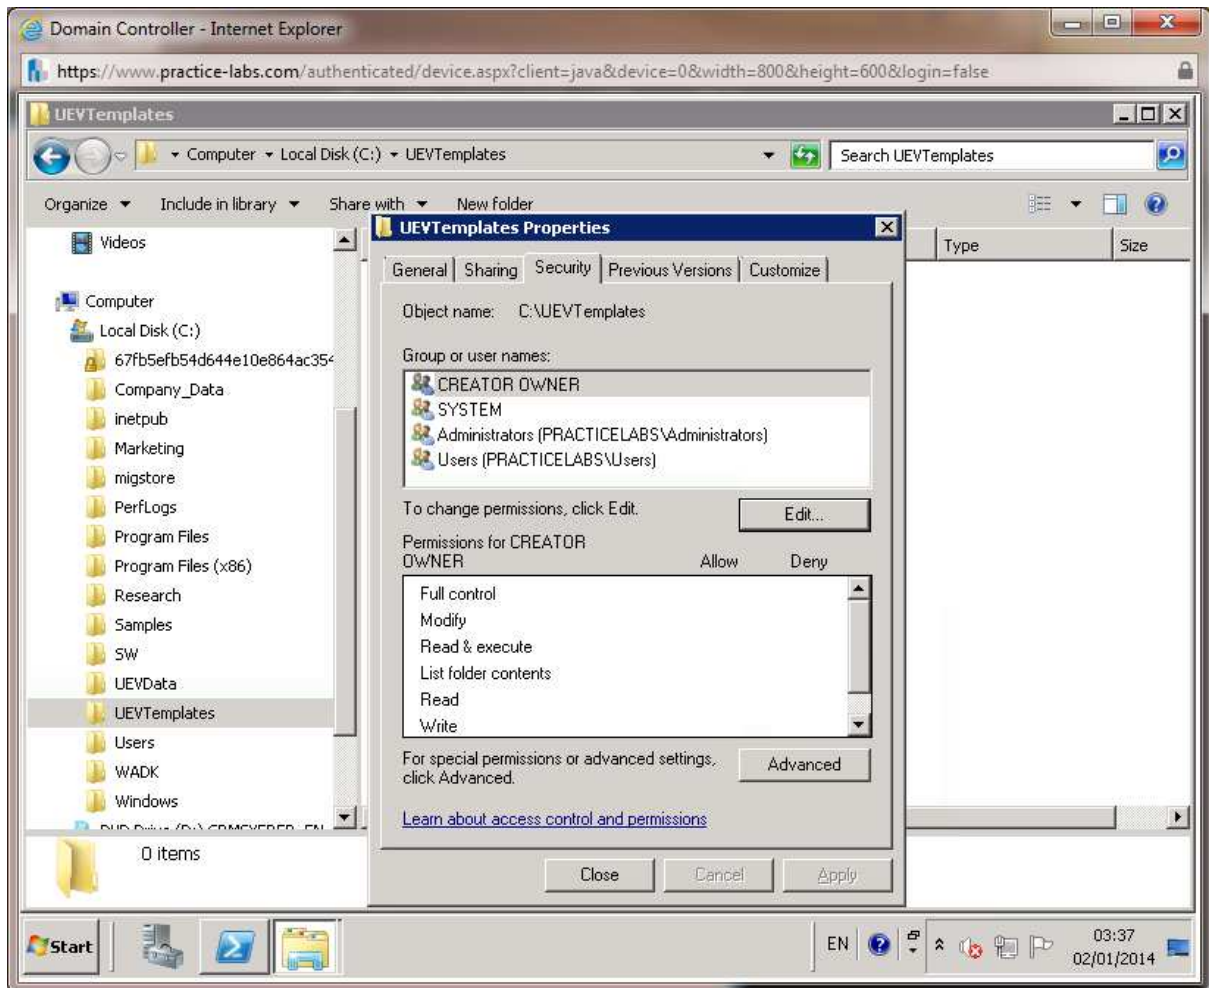 Domain Controller - Internet Explorer
https://www.practice-labs.com/authenticated/device.aspx?client=java&device=0&width=800&height=600&login=false
UEVTemplates
Computer Local Disk (C:) UEVTemplates
Search UEVTemplates
Organize Include in library Share with New folder
UEVTemplates Properties
General Sharing Security Previous Versions Customize
Object name: C:\UEVTemplates
Group or user names:
CREATOR OWNER
SYSTEM
Administrators (PRACTICELABS\Administrators)
Users (PRACTICELABS\Users)
To change permissions, click Edit.
Edit...
Permissions for CREATOR
OWNER Allow Deny
Full control
Modify
Read & execute
List folder contents
Read
Write
For special permissions or advanced settings,
click Advanced.
Advanced
Learn about access control and permissions
Close Cancel Apply
Type Size
Videos
Computer
Local Disk (C:)
67fb5efb54d644e10e864ac354
Company_Data
inetpub
Marketing
migstore
PerfLogs
Program Files
Program Files (x86)
Research
Samples
SW
UEVData
UEVTemplates
Users
WADK
Windows
0 items
Start
EN
03:37
02/01/2014